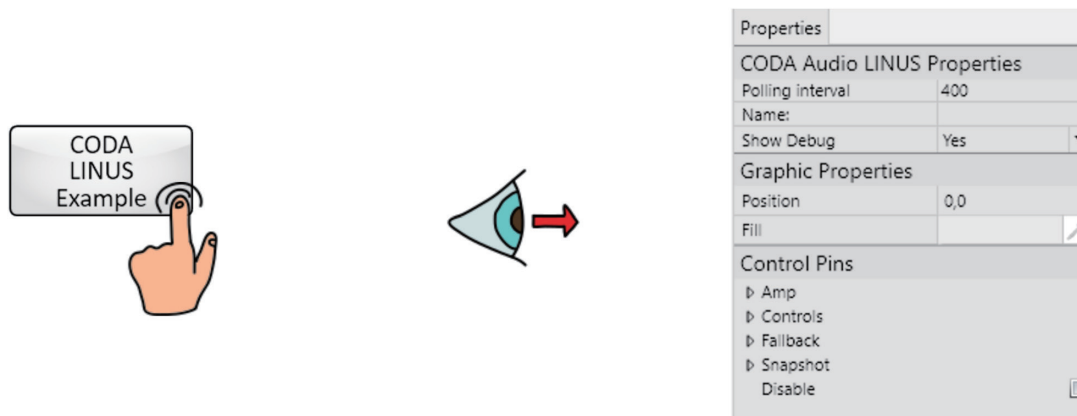 CODA
LINUS
Example
Properties
CODA Audio LINUS Properties
Polling interval 400
Name:
Show Debug Yes
Graphic Properties
Position 0,0
Fill
Control Pins
Amp
Controls
Fallback
Snapshot
Disable